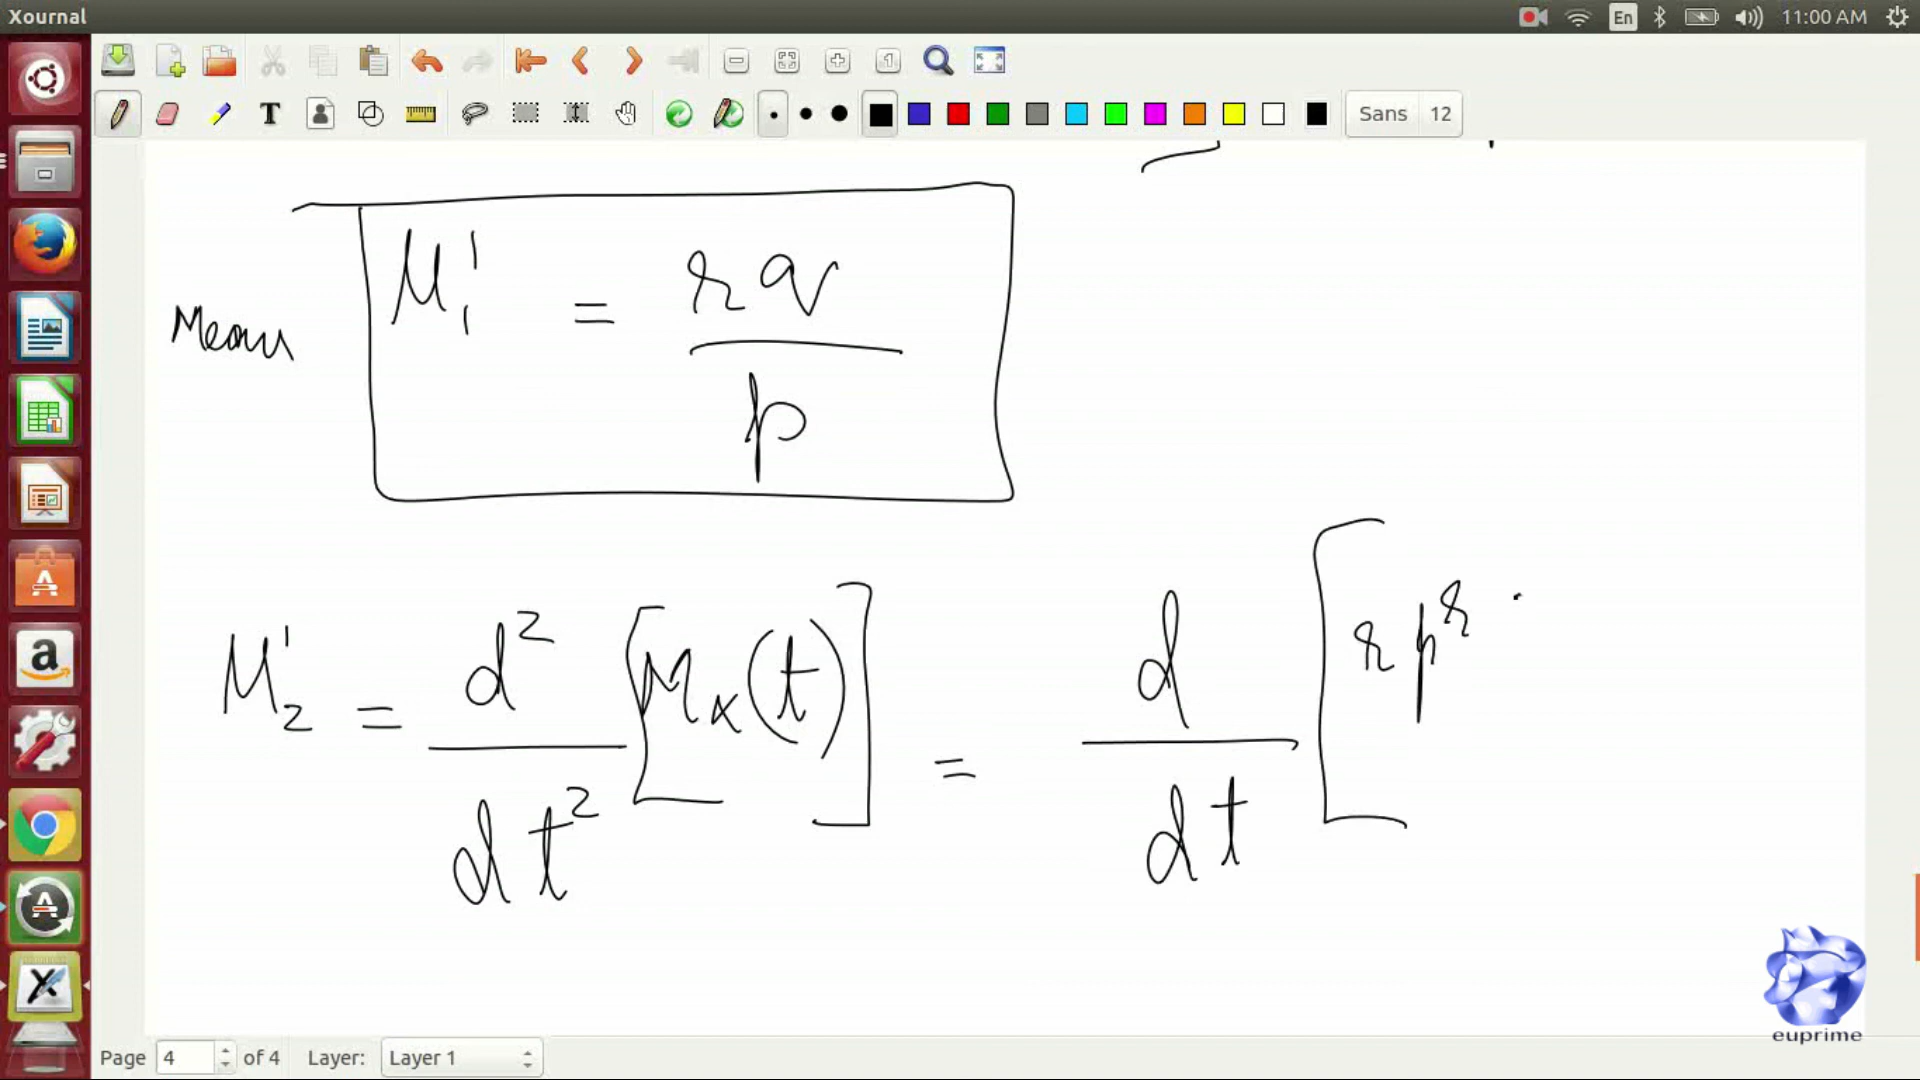 Xournal
En
11:00 AM
Sans 12
Mean μ₁' = rq / p
μ₂' = d² / dt² [Mₓ(t)] = d / dt [ r pʳ ·
euprime
Page 4 of 4 Layer: Layer 1